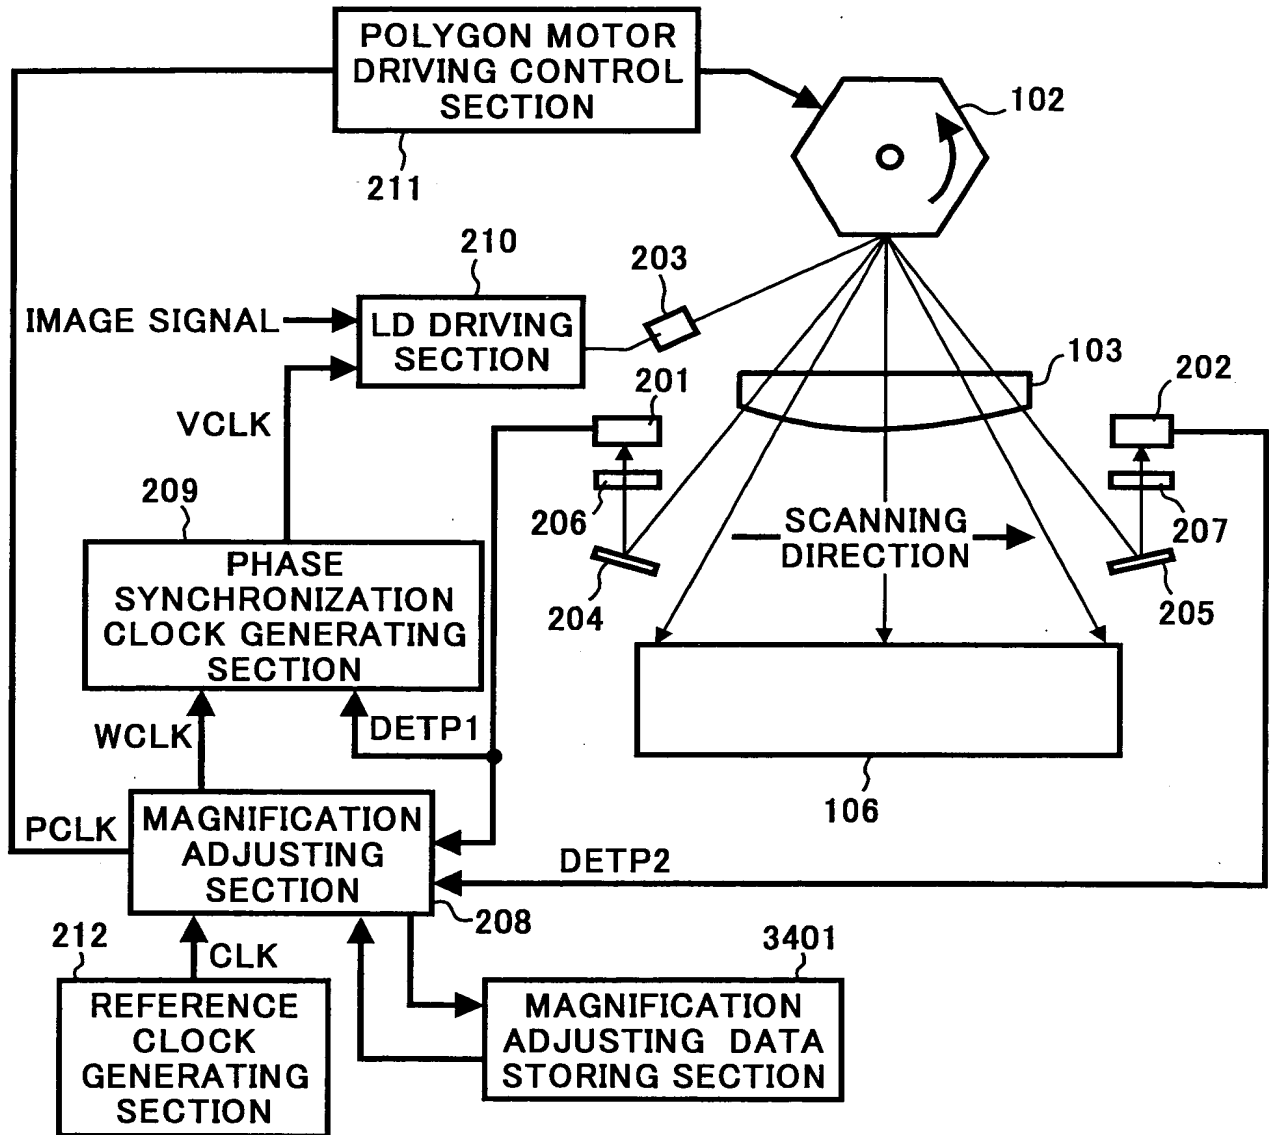 POLYGON MOTOR
DRIVING CONTROL
SECTION
102
211
210
203
IMAGE SIGNAL
LD DRIVING
SECTION
103
201
202
VCLK
209
206
207
SCANNING
DIRECTION
PHASE
SYNCHRONIZATION
CLOCK GENERATING
SECTION
204
205
WCLK
DETP1
106
PCLK
MAGNIFICATION
ADJUSTING
SECTION
DETP2
208
212
CLK
3401
REFERENCE
CLOCK
GENERATING
SECTION
MAGNIFICATION
ADJUSTING DATA
STORING SECTION